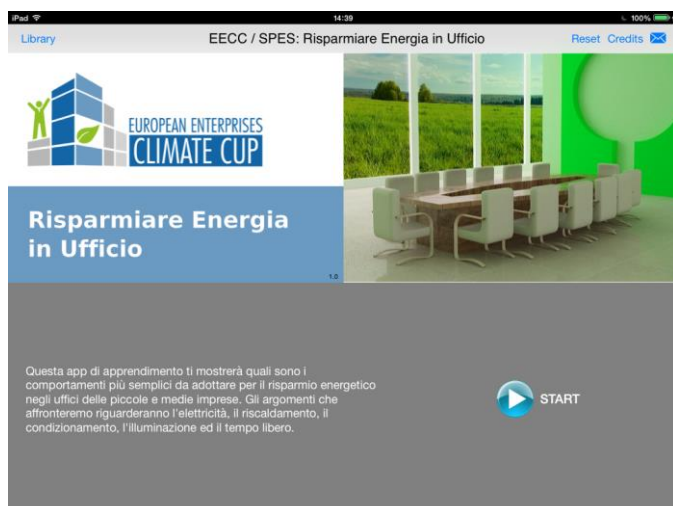 iPad 14:39 100%
Library EECC / SPES: Risparmiare Energia in Ufficio Reset Credits
EUROPEAN ENTERPRISES
CLIMATE CUP
Risparmiare Energia
in Ufficio
1.0
Questa app di apprendimento ti mostrerà quali sono i
comportamenti più semplici da adottare per il risparmio energetico
negli uffici delle piccole e medie imprese. Gli argomenti che
affronteremo riguarderanno l'elettricità, il riscaldamento, il
condizionamento, l'illuminazione ed il tempo libero.
START